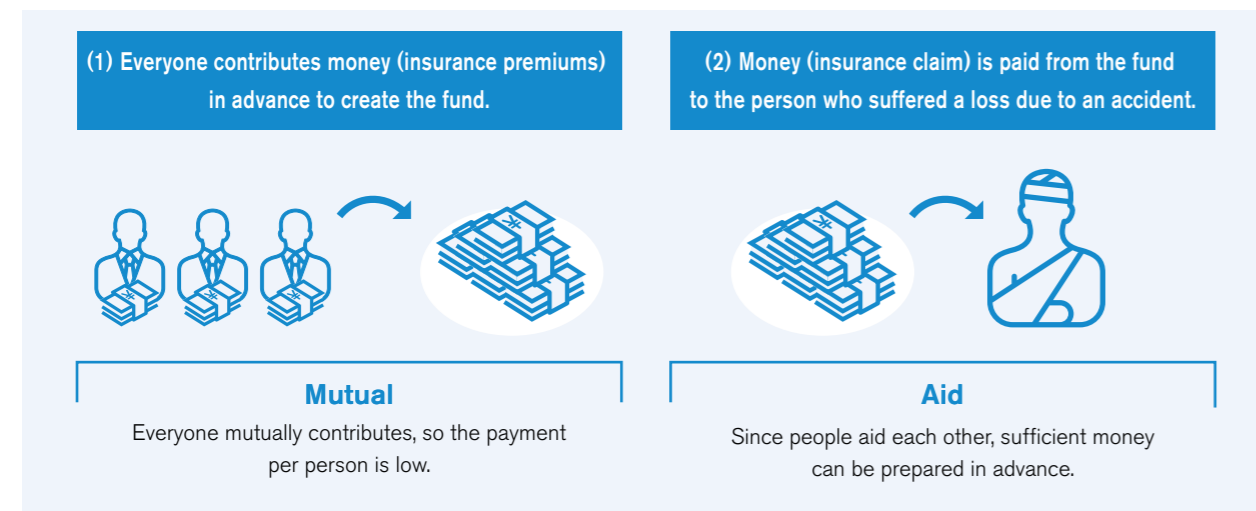 (1) Everyone contributes money (insurance premiums)
in advance to create the fund.
(2) Money (insurance claim) is paid from the fund
to the person who suffered a loss due to an accident.
¥ ¥ ¥ ¥
¥
Mutual
Everyone mutually contributes, so the payment
per person is low.
Aid
Since people aid each other, sufficient money
can be prepared in advance.